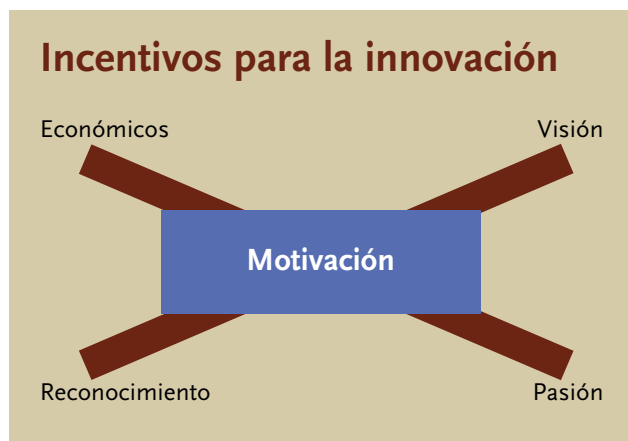 Incentivos para la innovación
Económicos
Visión
Motivación
Reconocimiento
Pasión